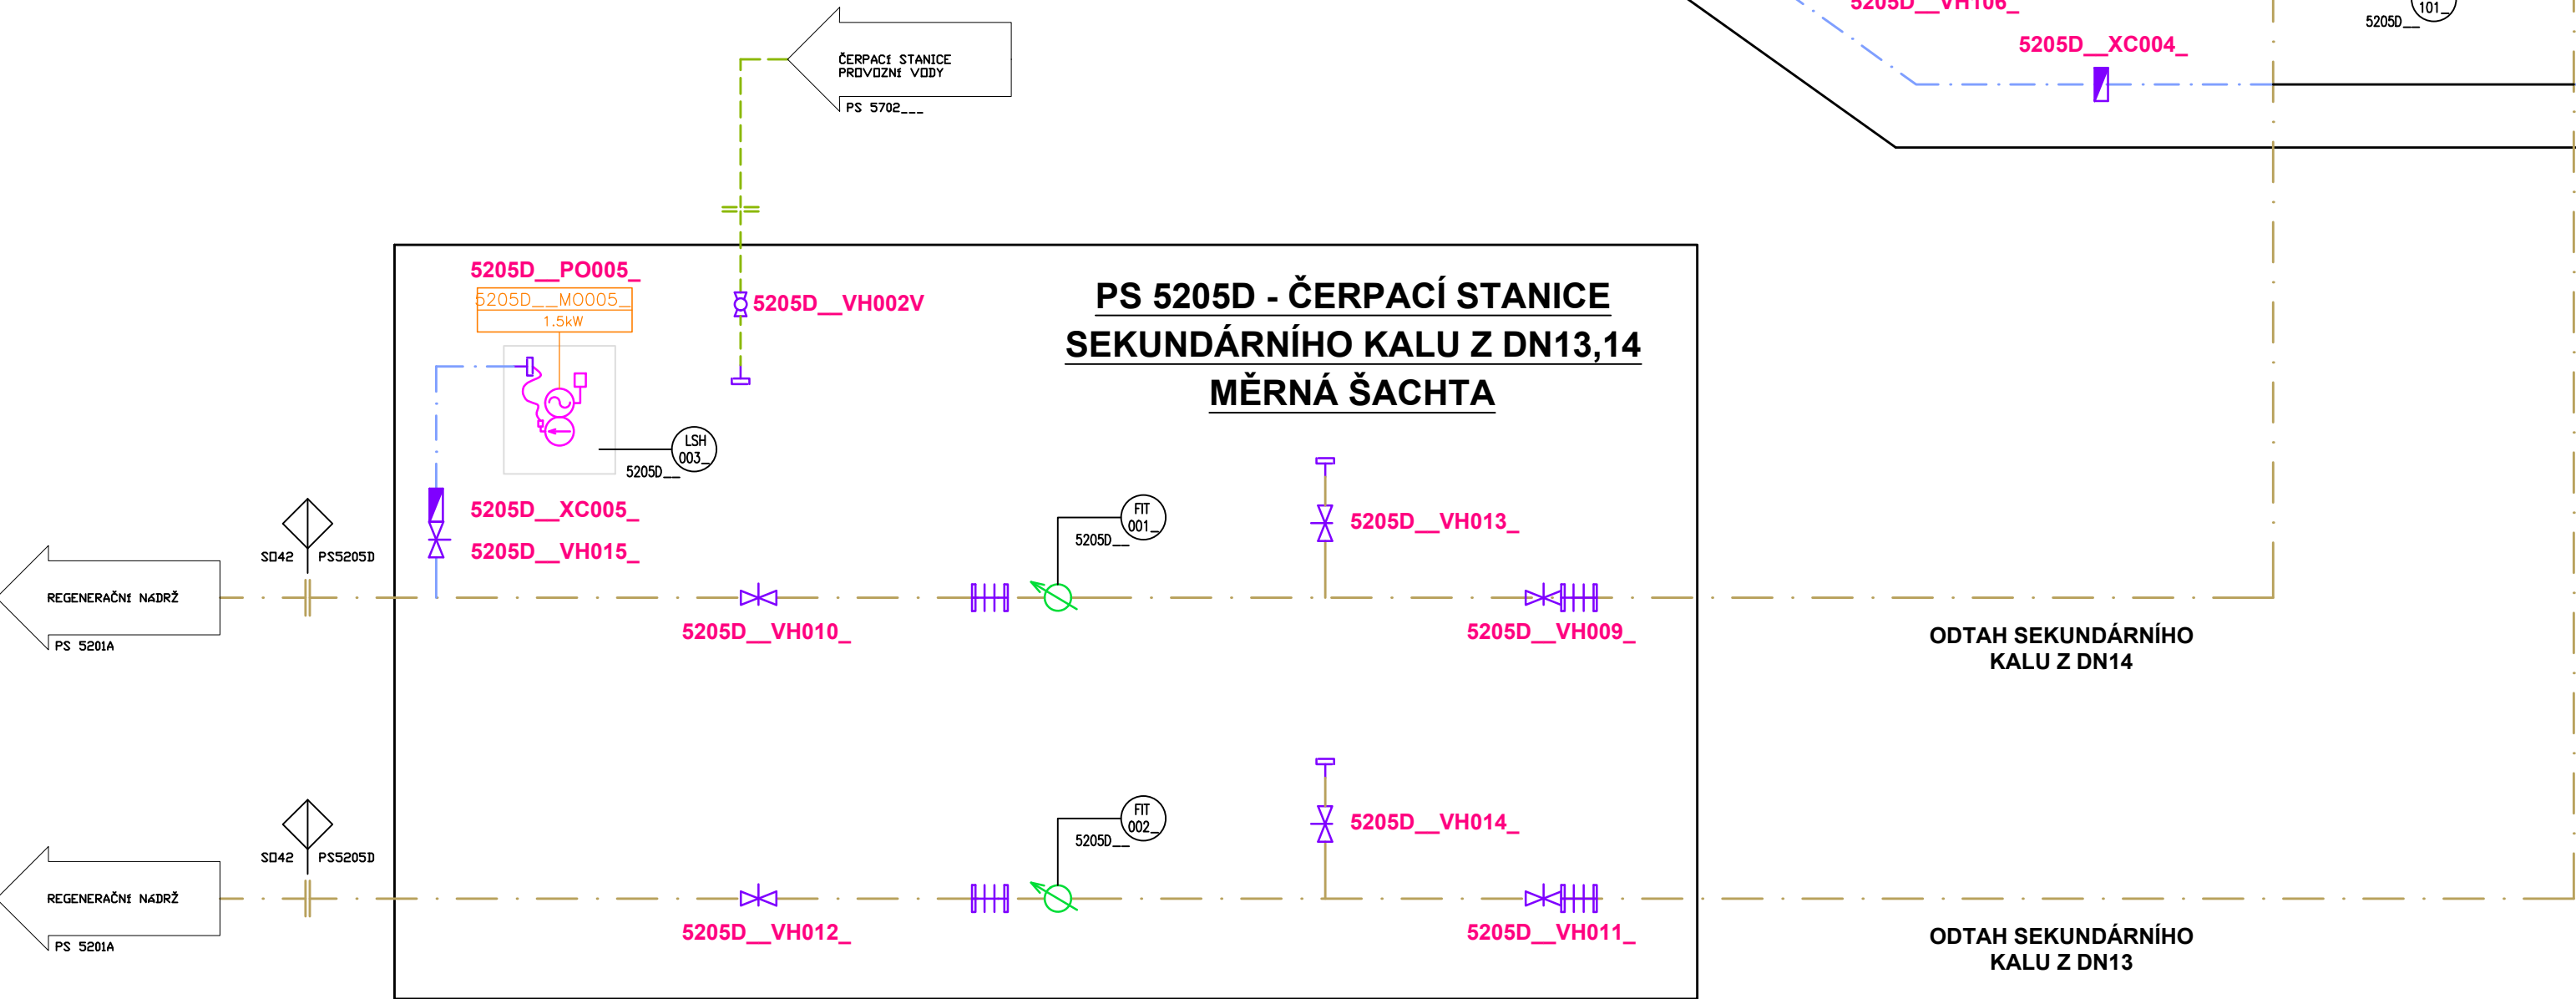 5205D__VH106_
101_
5205D__
5205D__XC004_
ČERPACÍ STANICE
PROVOZNÍ VODY
PS 5702___
5205D__PO005_
5205D__MO005_
1.5kW
5205D__VH002V
PS 5205D - ČERPACÍ STANICE
SEKUNDÁRNÍHO KALU Z DN13,14
MĚRNÁ ŠACHTA
LSH
003_
5205D__
5205D__XC005_
5205D__VH015_
FIT
001_
5205D__
5205D__VH013_
SO42
PS5205D
REGENERAČNÍ NÁDRŽ
PS 5201A
5205D__VH010_
5205D__VH009_
ODTAH SEKUNDÁRNÍHO
KALU Z DN14
FIT
002_
5205D__
5205D__VH014_
SO42
PS5205D
REGENERAČNÍ NÁDRŽ
PS 5201A
5205D__VH012_
5205D__VH011_
ODTAH SEKUNDÁRNÍHO
KALU Z DN13